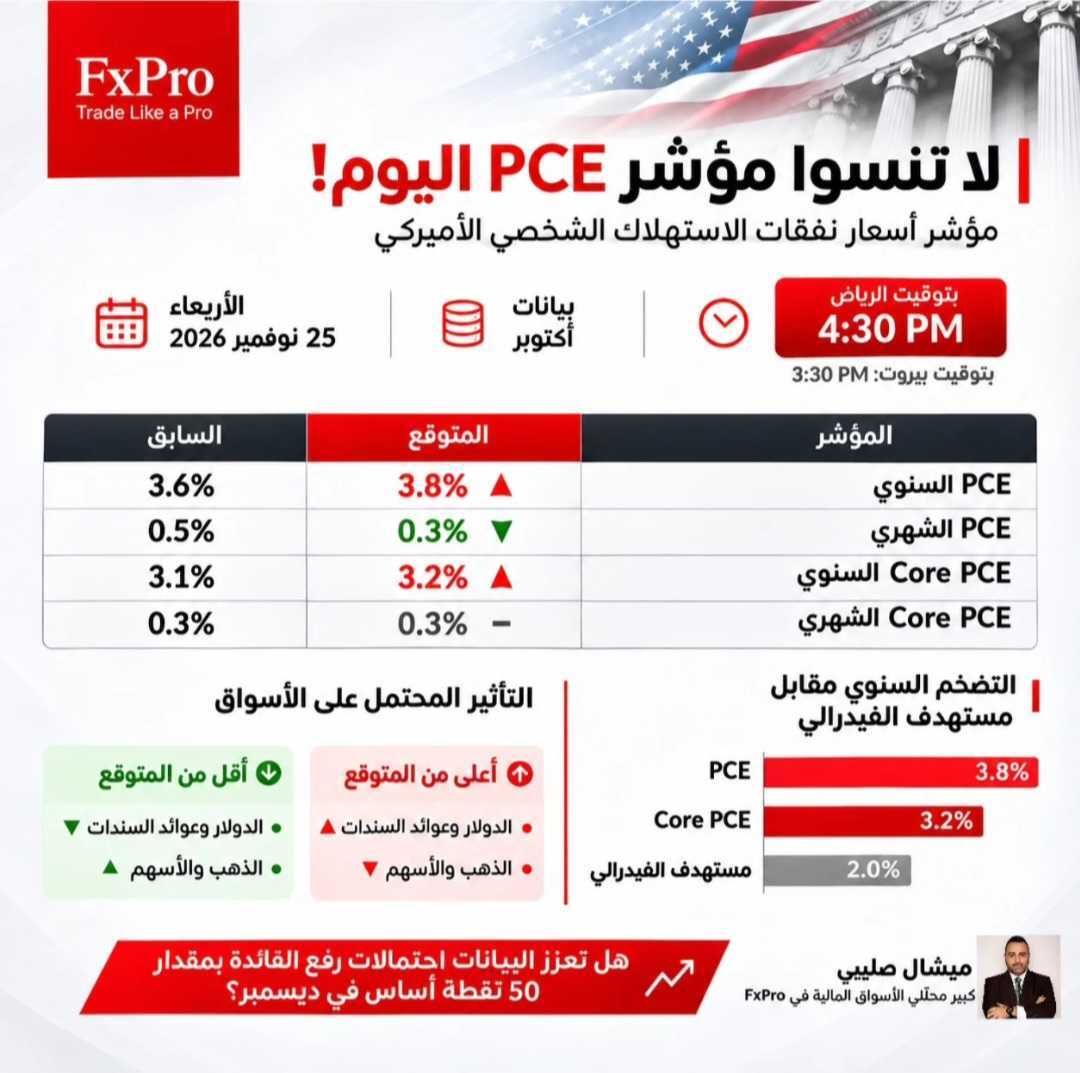 FxPro
Trade Like a Pro
لا تنسوا مؤشر PCE اليوم!
مؤشر أسعار نفقات الاستهلاك الشخصي الأميركي
بتوقيت الرياض
4:30 PM
بتوقيت بيروت: 3:30 PM
بيانات
أكتوبر
الأربعاء
25 نوفمبر 2026
المؤشر المتوقع السابق
PCE السنوي 3.8% ▲ 3.6%
PCE الشهري 0.3% ▼ 0.5%
Core PCE السنوي 3.2% ▲ 3.1%
Core PCE الشهري 0.3% – 0.3%
التضخم السنوي مقابل
مستهدف الفيدرالي
PCE 3.8%
Core PCE 3.2%
مستهدف الفيدرالي 2.0%
التأثير المحتمل على الأسواق
أعلى من المتوقع
• الدولار وعوائد السندات ▲
• الذهب والأسهم ▼
أقل من المتوقع
• الدولار وعوائد السندات ▼
• الذهب والأسهم ▲
ميشال صليبي
كبير محلّلي الأسواق المالية في FxPro
هل تعزز البيانات احتمالات رفع القائدة بمقدار
50 تقطة أساس في ديسمبر؟